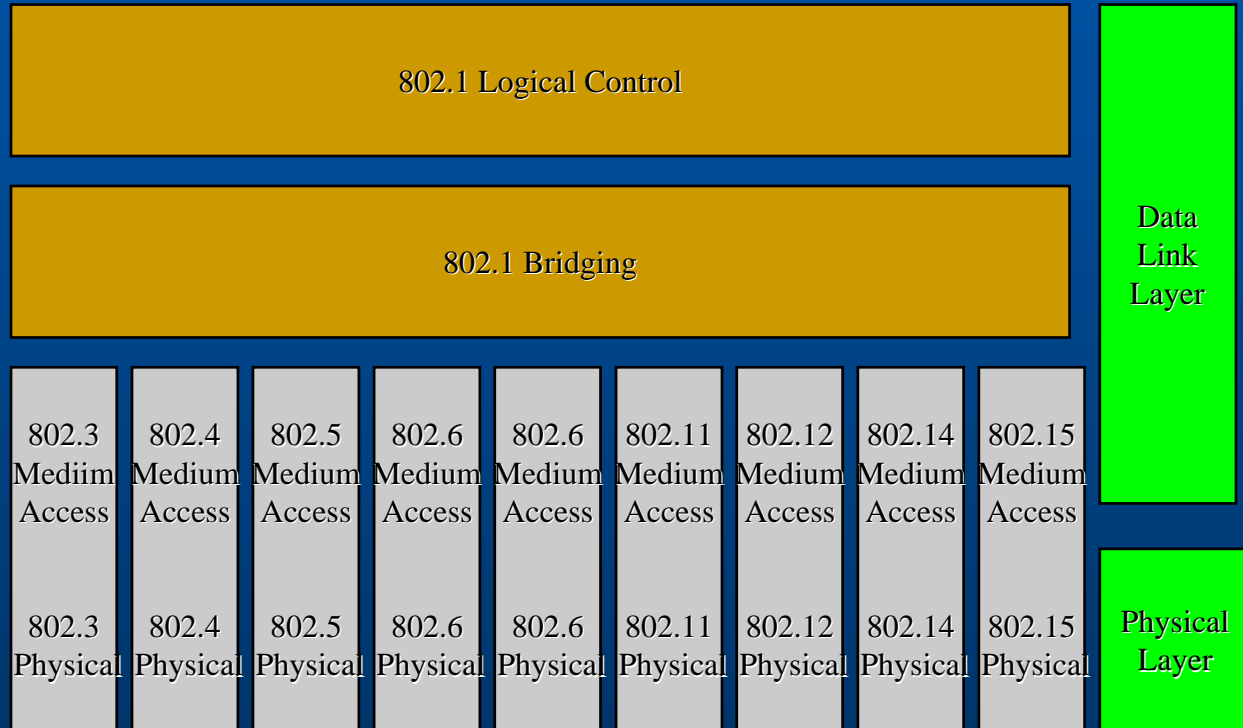 802.1 Logical Control
802.1 Bridging
Data
Link
Layer
802.3
Mediim
Access
802.3
Physical
802.4
Medium
Access
802.4
Physical
802.5
Medium
Access
802.5
Physical
802.6
Medium
Access
802.6
Physical
802.6
Medium
Access
802.6
Physical
802.11
Medium
Access
802.11
Physical
802.12
Medium
Access
802.12
Physical
802.14
Medium
Access
802.14
Physical
802.15
Medium
Access
802.15
Physical
Physical
Layer